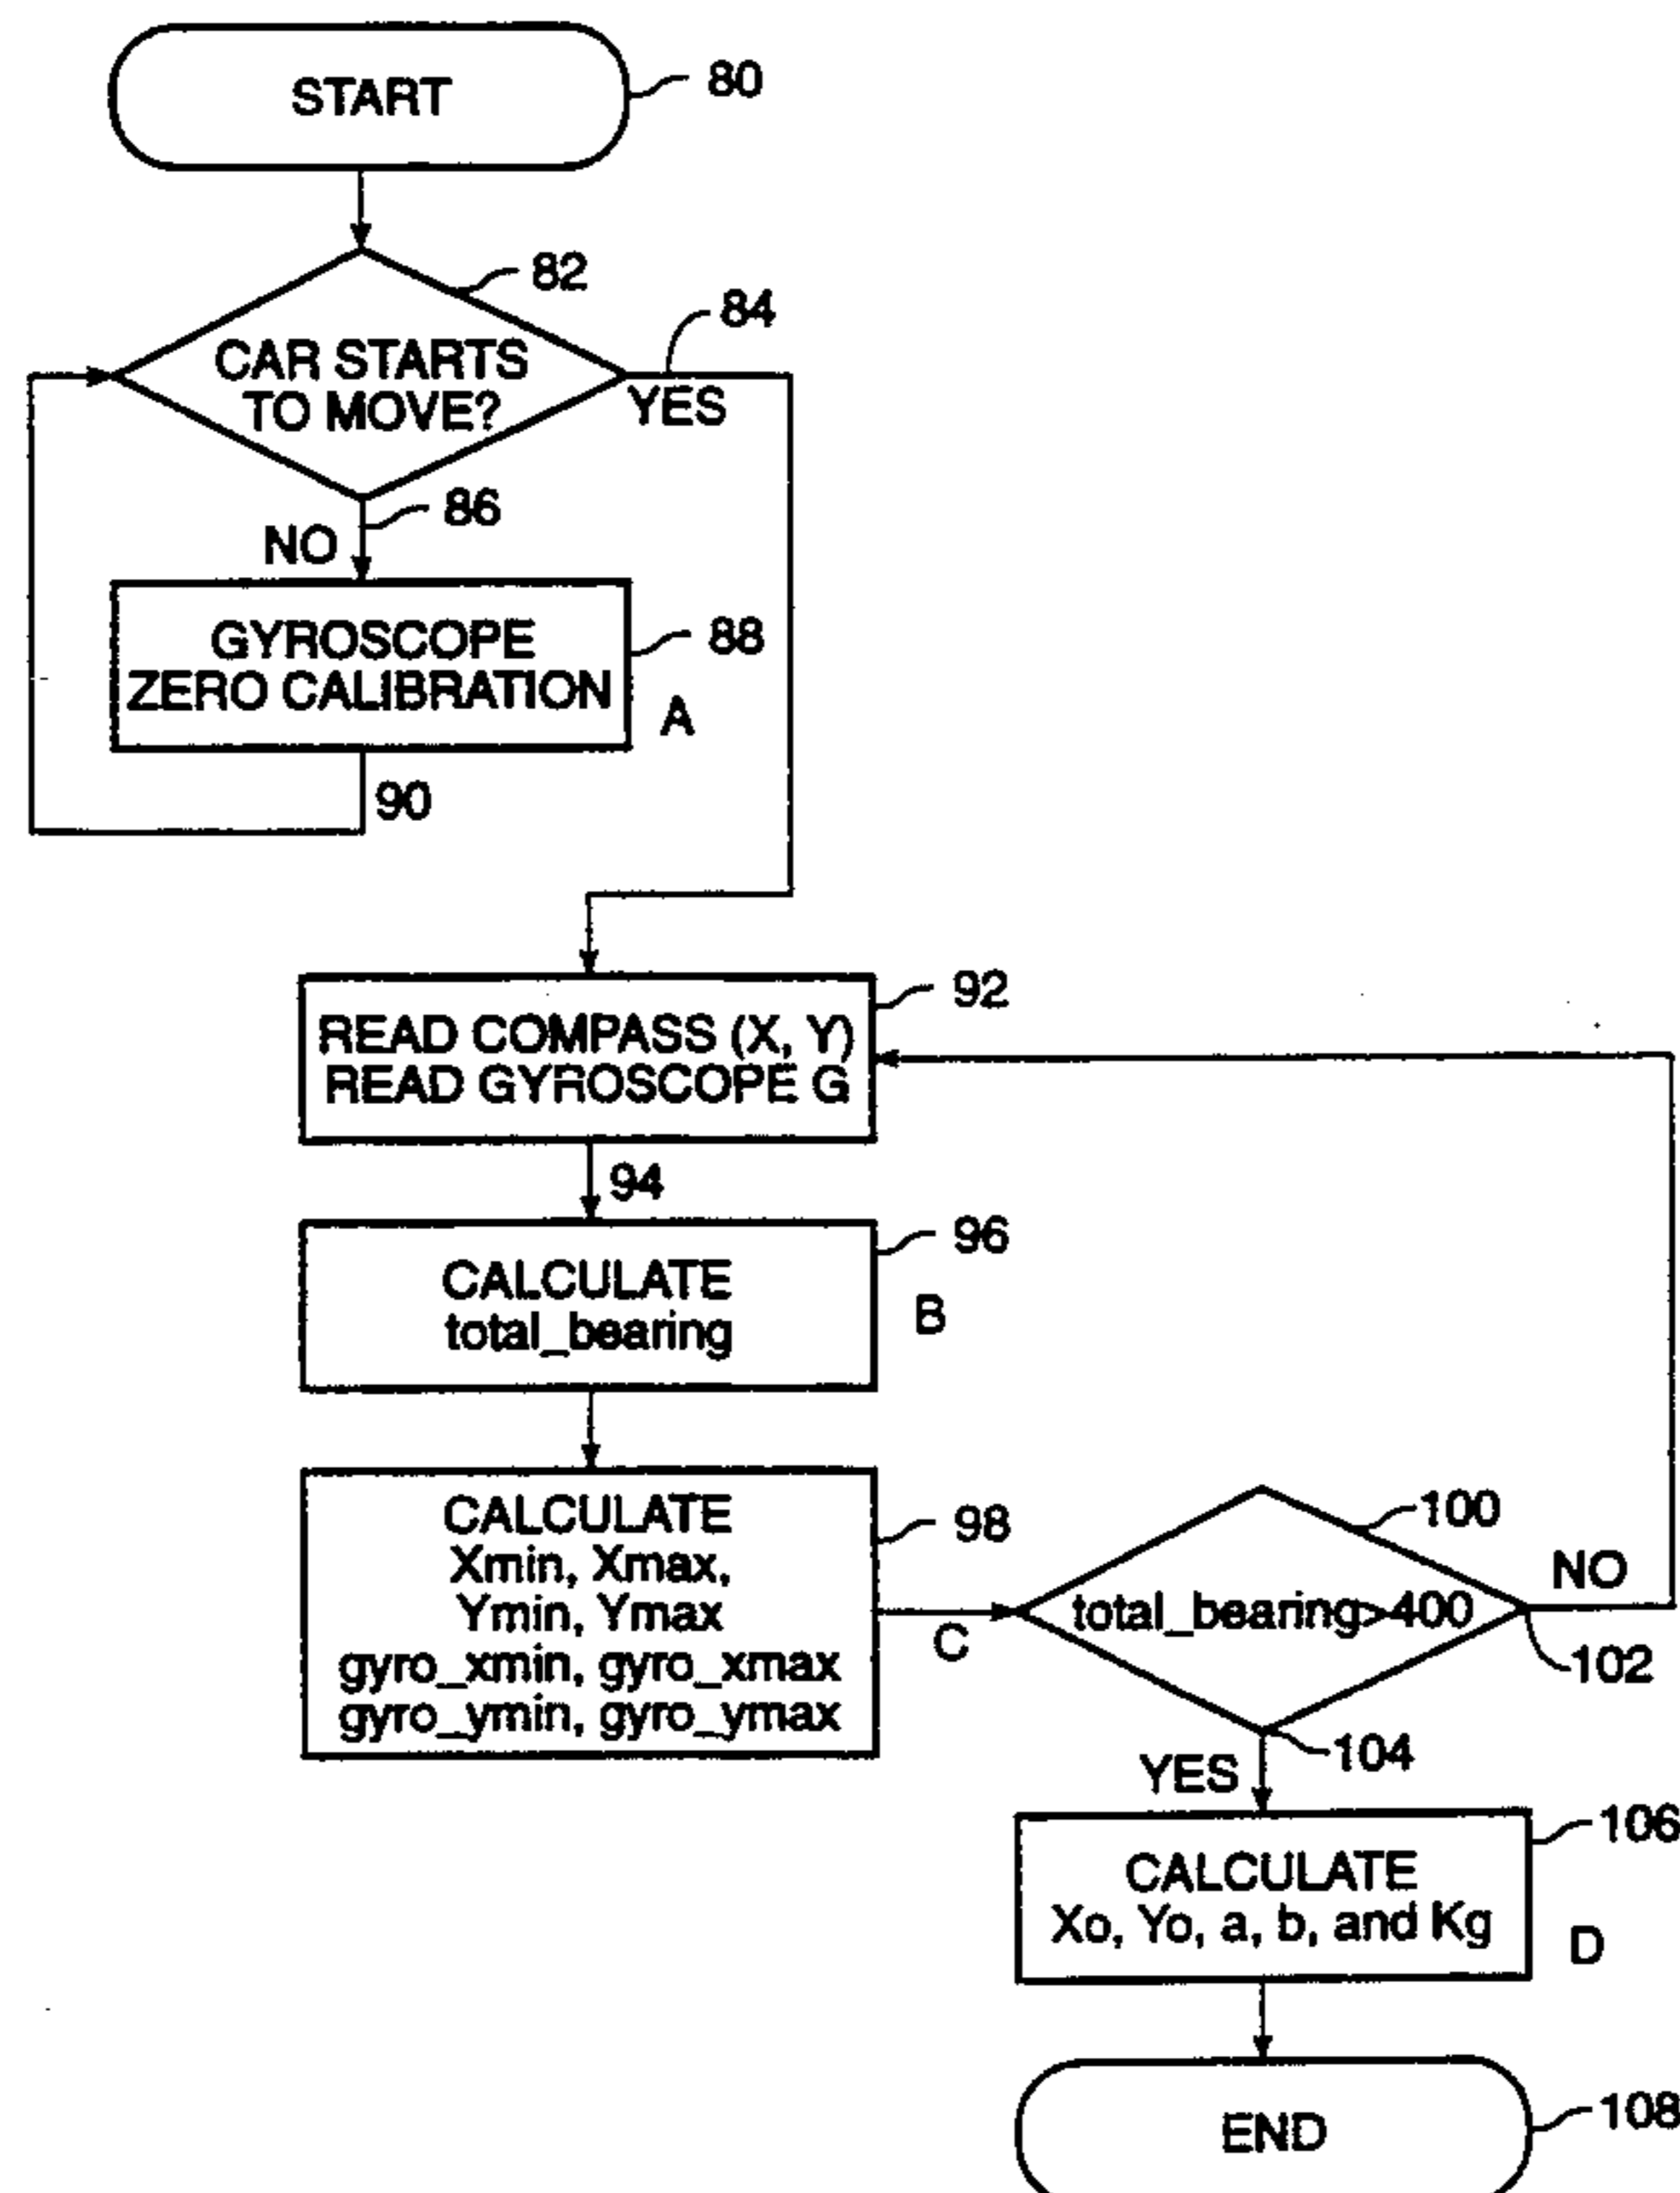 START
80
82
84
CAR STARTS
TO MOVE?
YES
86
NO
GYROSCOPE
ZERO CALIBRATION
88
A
90
92
READ COMPASS (X, Y)
READ GYROSCOPE G
94
96
CALCULATE
total_bearing
B
98
CALCULATE
Xmin, Xmax,
Ymin, Ymax
gyro_xmin, gyro_xmax
gyro_ymin, gyro_ymax
C
100
total_bearing>400
NO
102
104
YES
106
CALCULATE
Xo, Yo, a, b, and Kg
D
END
108